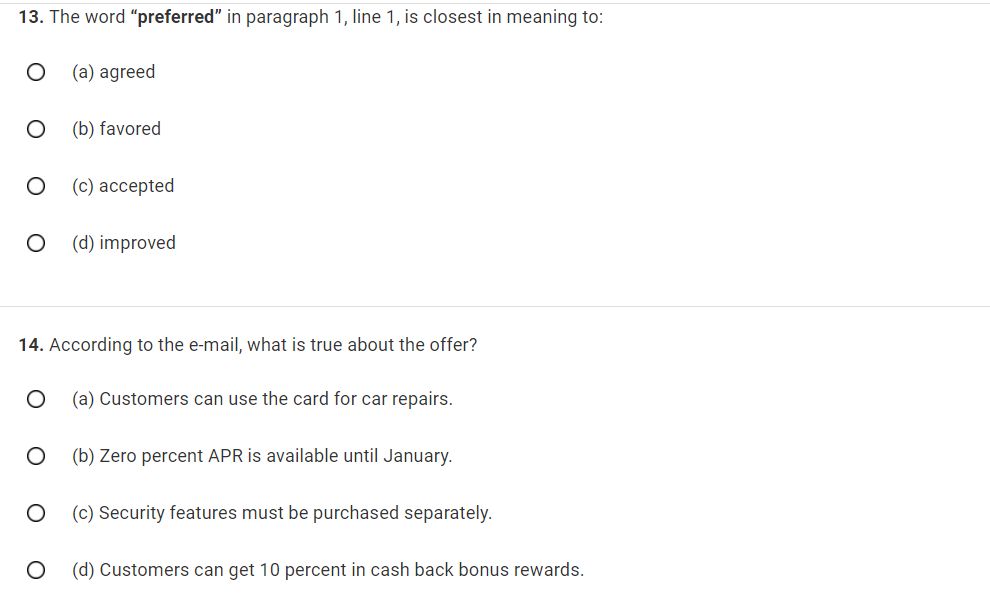 13. The word “preferred” in paragraph 1, line 1, is closest in meaning to:
(a) agreed
(b) favored
(c) accepted
(d) improved
14. According to the e-mail, what is true about the offer?
(a) Customers can use the card for car repairs.
(b) Zero percent APR is available until January.
(c) Security features must be purchased separately.
(d) Customers can get 10 percent in cash back bonus rewards.